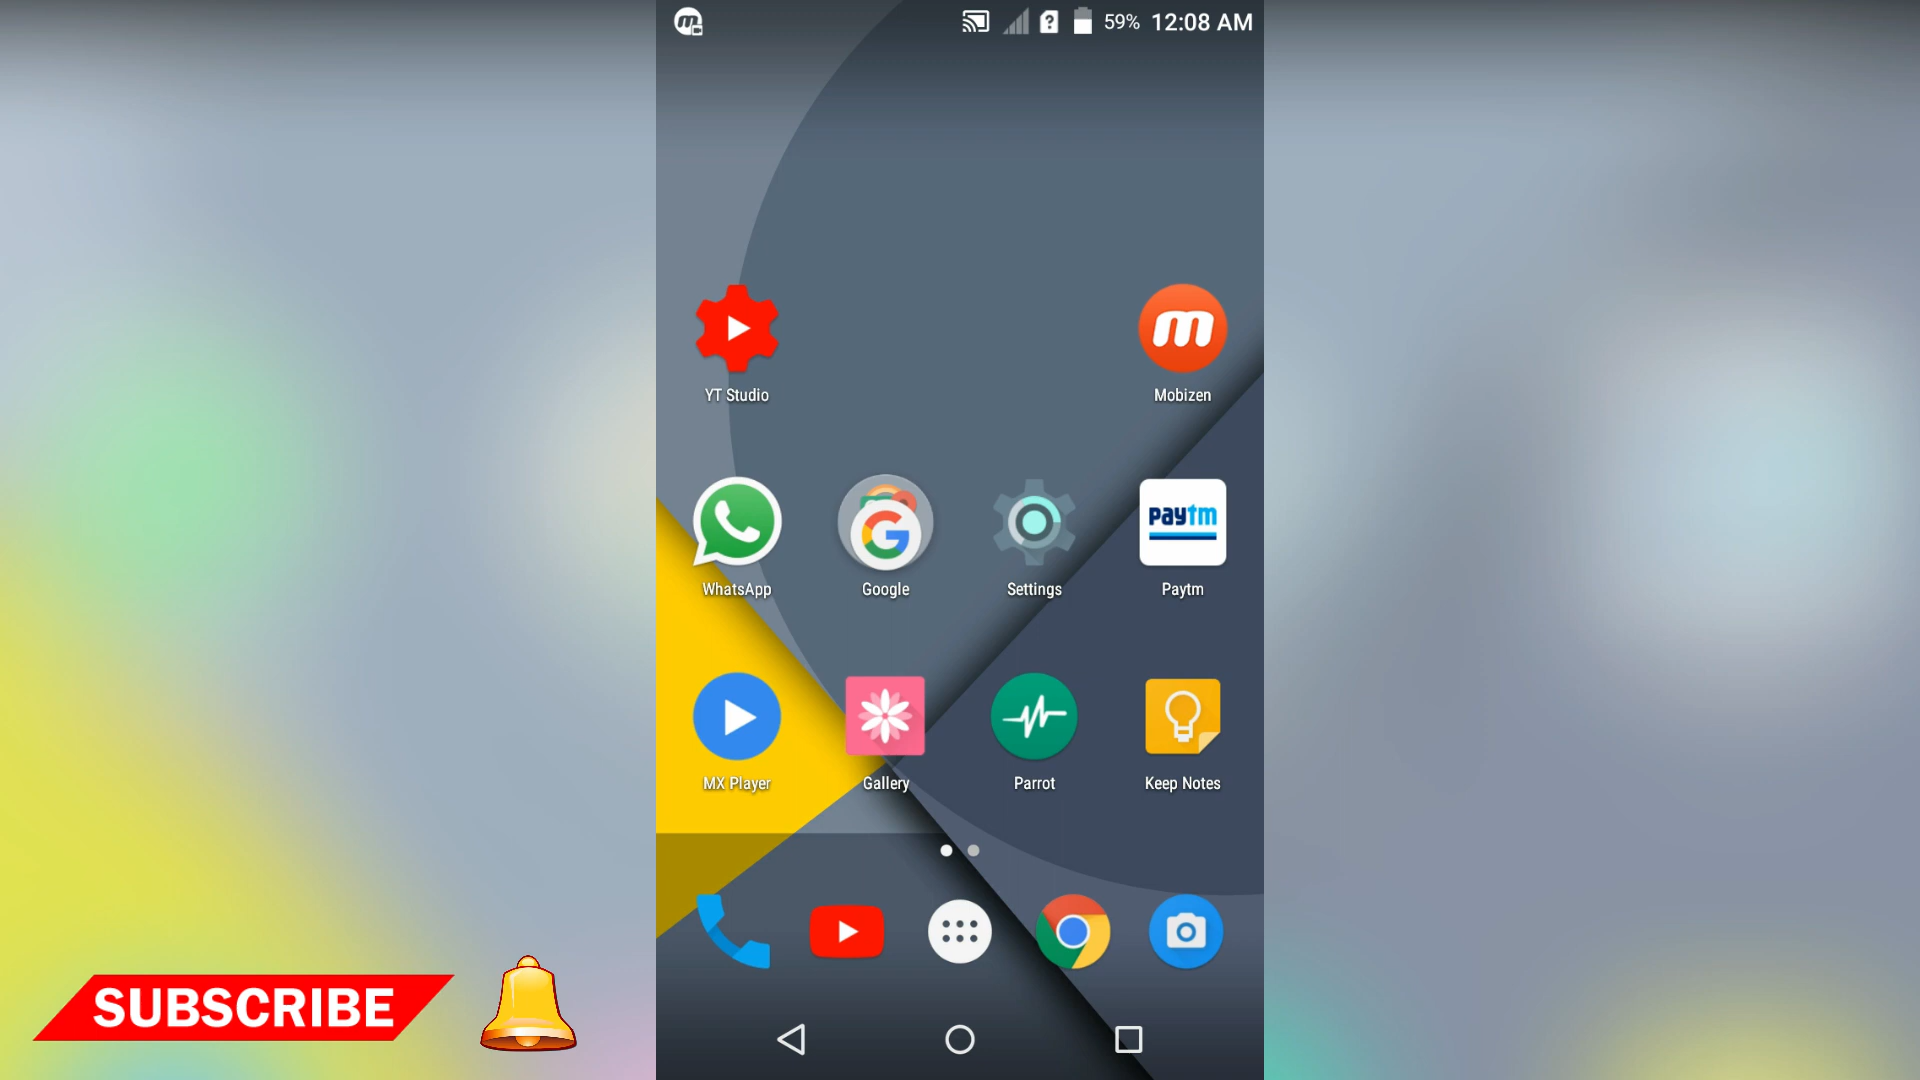 59% 12:08 AM
YT Studio
Mobizen
paytm
WhatsApp
Google
Settings
Paytm
MX Player
Gallery
Parrot
Keep Notes
SUBSCRIBE